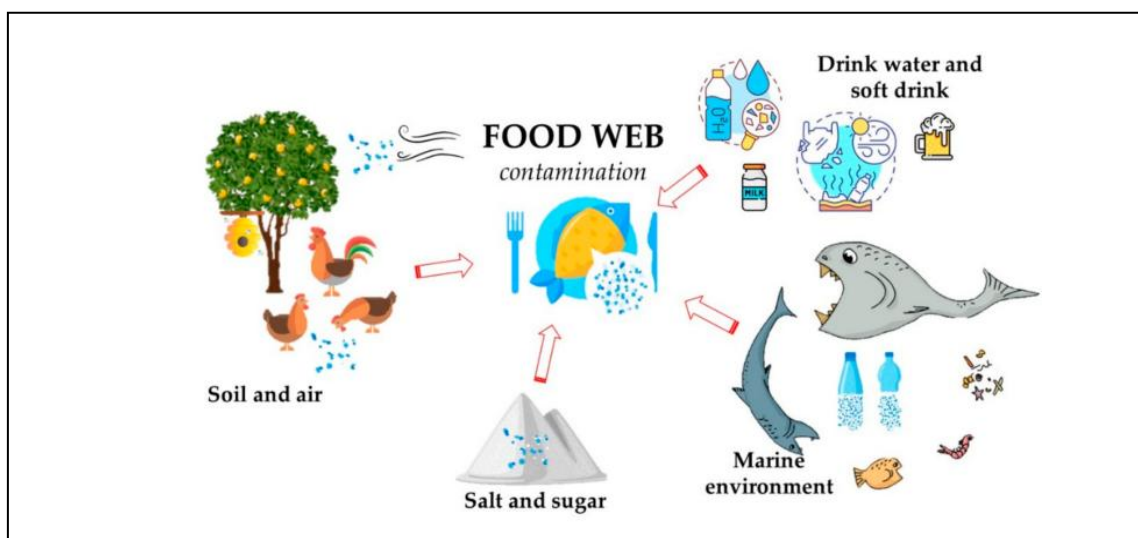 FOOD WEB
contamination
Drink water and
soft drink
H2O
MILK
Soil and air
Salt and sugar
Marine
environment